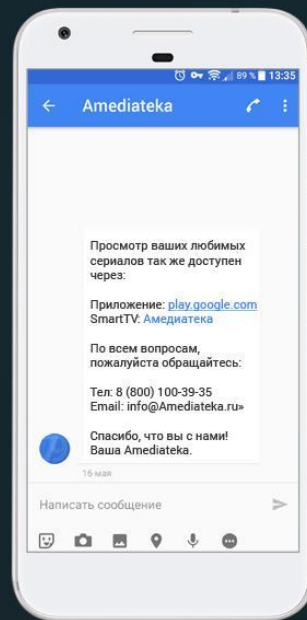 89 % 13:35
Amediateka
Просмотр ваших любимых
сериалов так же доступен
через:
Приложение: play.google.com
SmartTV: Амедиатека
По всем вопросам,
пожалуйста обращайтесь:
Тел: 8 (800) 100-39-35
Email: info@Amediateka.ru»
Спасибо, что вы с нами!
Ваша Amediateka.
16 мая
Написать сообщение